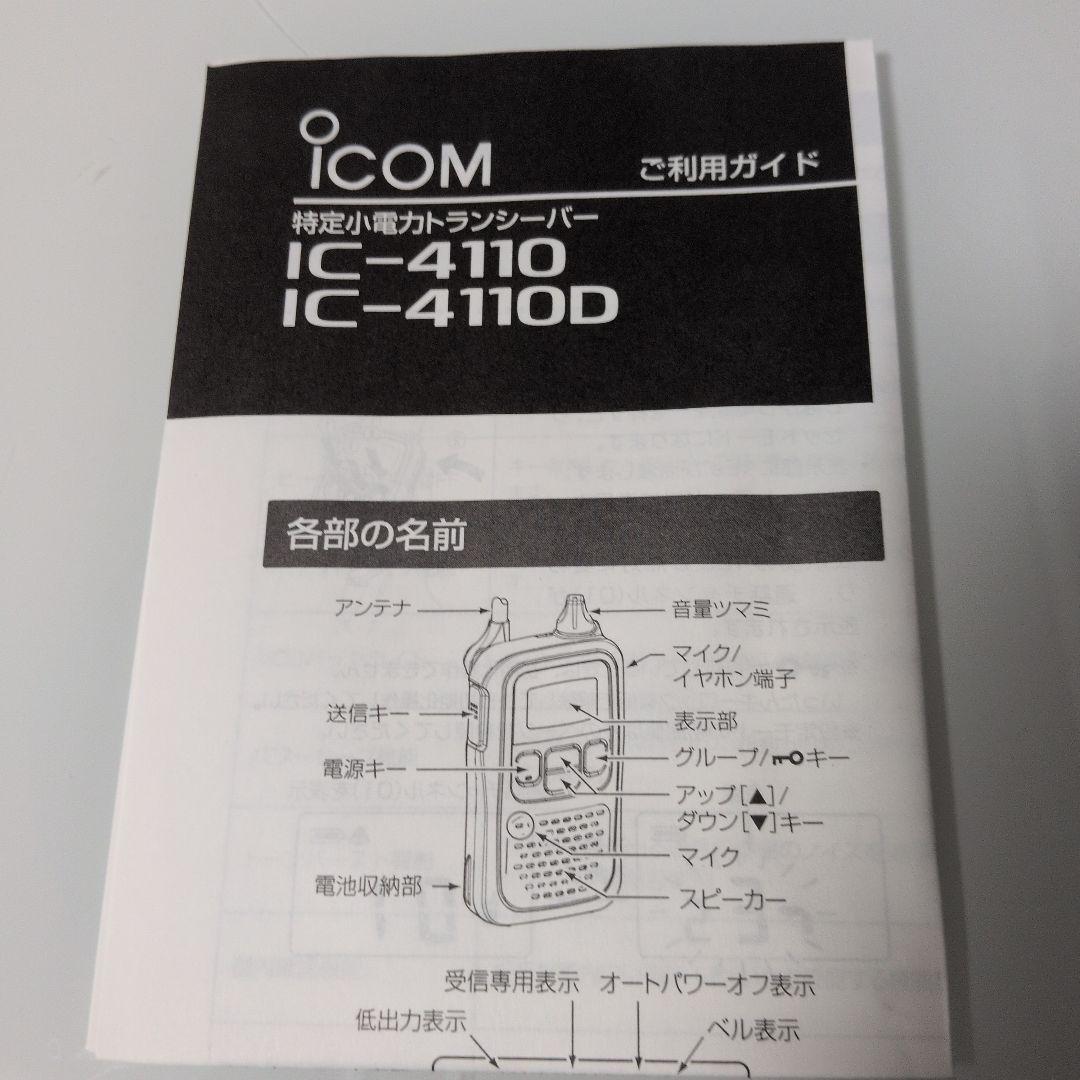 iCOM
ご利用ガイド
特定小電力トランシーバー
IC-4110
IC-4110D
各部の名前
アンテナ
音量ツマミ
マイク/
イヤホン端子
送信キー
表示部
電源キー
グループ/キー
アップ[▲]/
ダウン[▼]キー
マイク
電池収納部
スピーカー
受信専用表示
オートパワーオフ表示
低出力表示
ベル表示